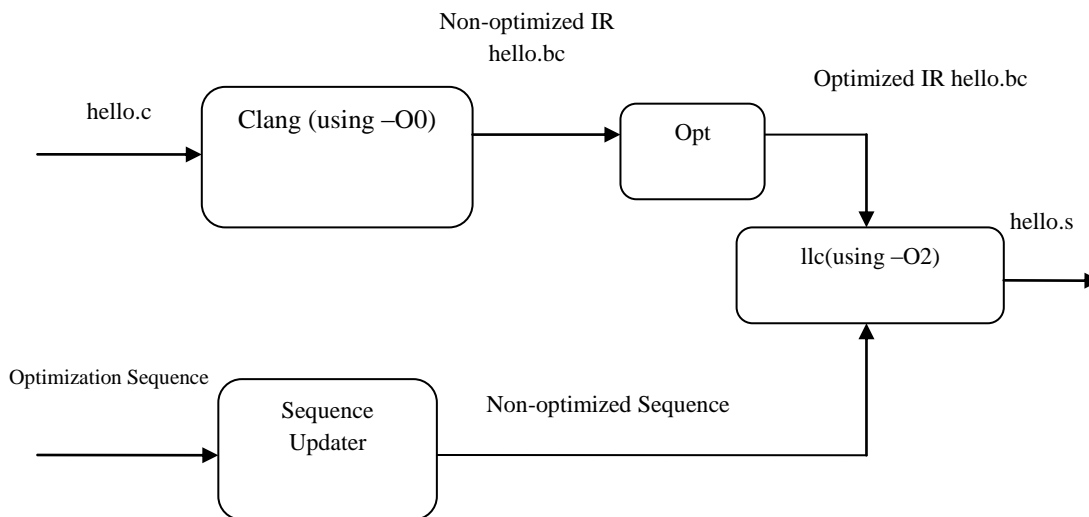 Non-optimized IR
hello.bc
Optimized IR hello.bc
hello.c
Clang (using –O0)
Opt
hello.s
llc(using –O2)
Optimization Sequence
Sequence
Updater
Non-optimized Sequence